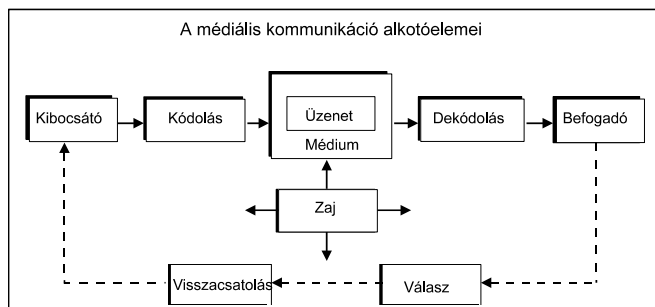 A médiális kommunikáció alkotóelemei
Kibocsátó
Kódolás
Üzenet
Médium
Dekódolás
Befogadó
Zaj
Visszacsatolás
Válasz